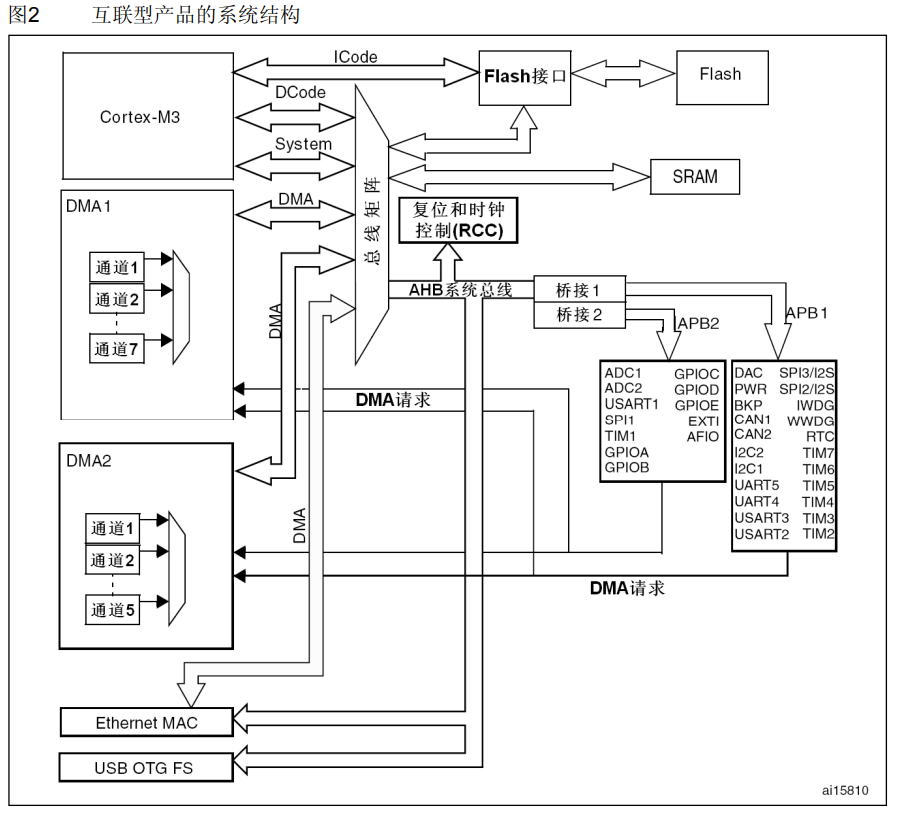 图2 互联型产品的系统结构
ICode
Cortex-M3
Flash接口
Flash
DCode
System
SRAM
DMA1
DMA
总线矩阵
复位和时钟
控制(RCC)
通道1
通道2
通道7
AHB系统总线
桥接1
桥接2
DMA
APB2
APB1
DMA请求
ADC1 GPIOC
ADC2 GPIOD
USART1 GPIOE
SPI1 EXTI
TIM1 AFIO
GPIOA
GPIOB
DAC SPI3/I2S
PWR SPI2/I2S
BKP IWDG
CAN1 WWDG
CAN2 RTC
I2C2 TIM7
I2C1 TIM6
UART5 TIM5
UART4 TIM4
USART3 TIM3
USART2 TIM2
DMA2
通道1
通道2
通道5
DMA
DMA请求
Ethernet MAC
USB OTG FS
ai15810